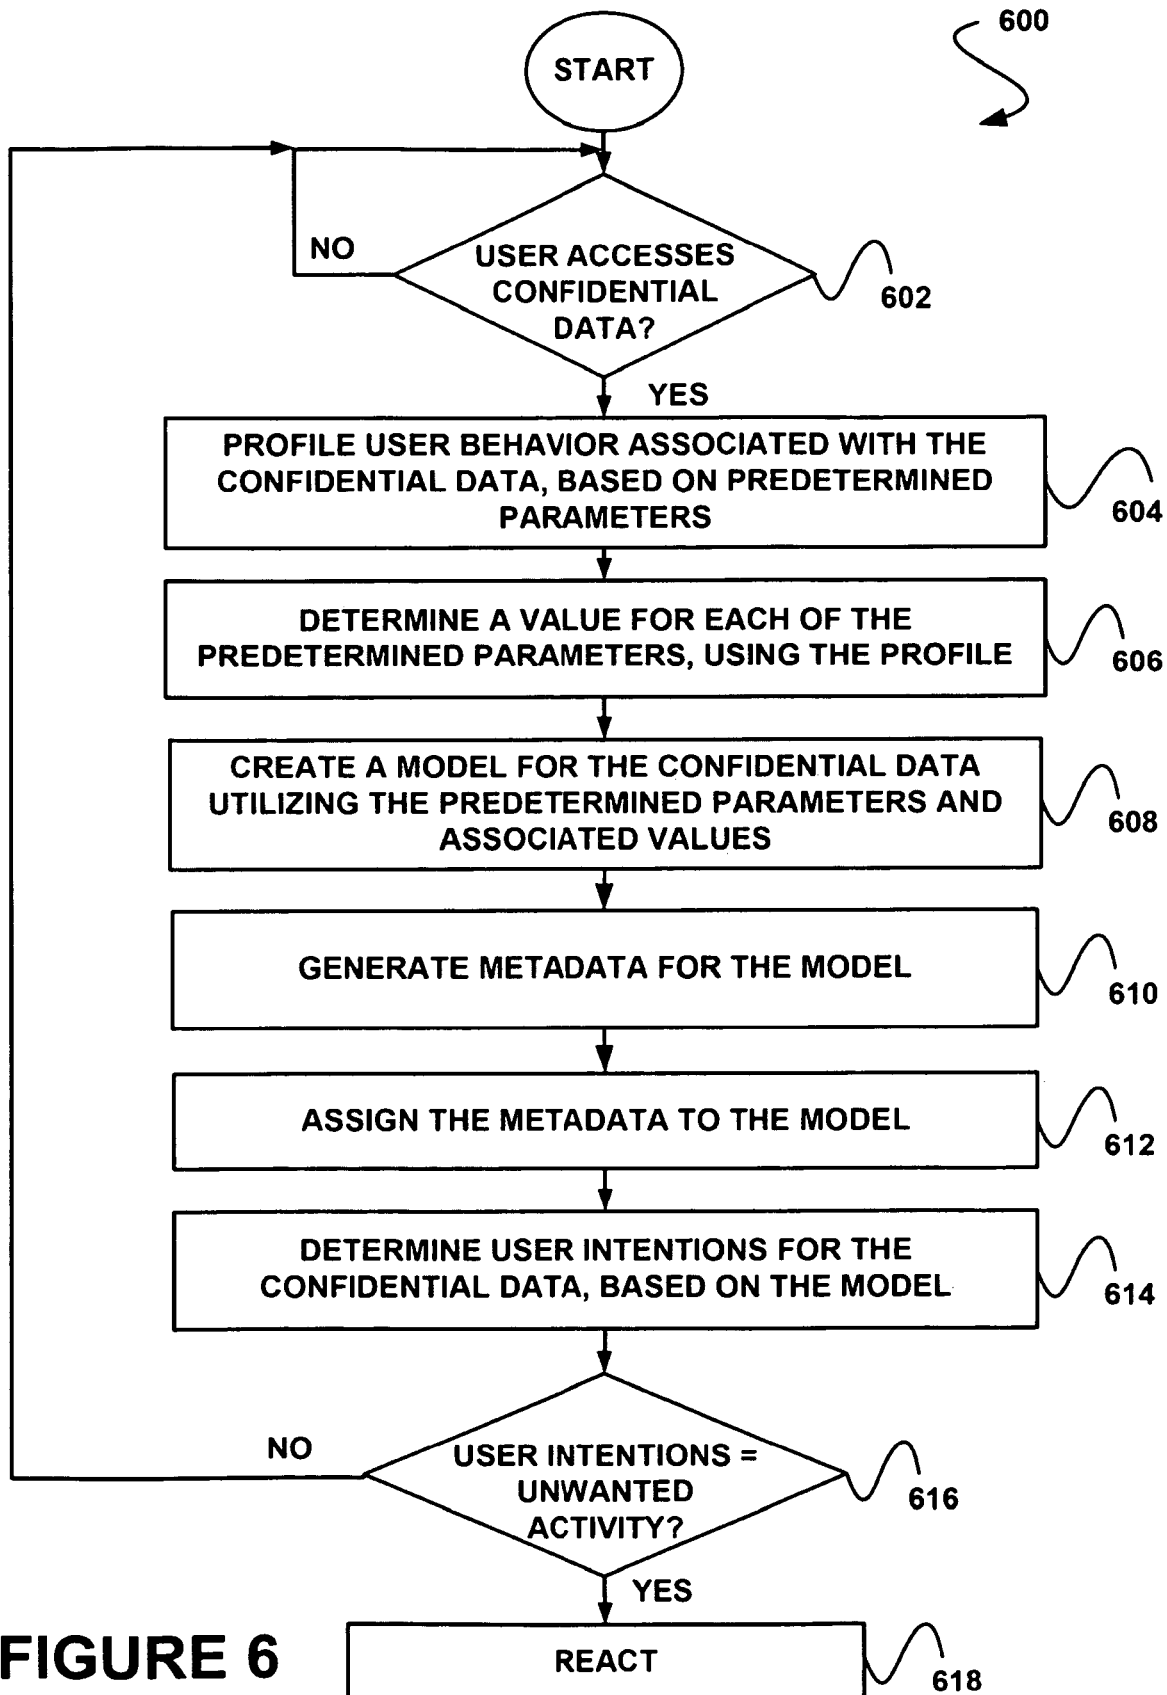 600
START
NO
USER ACCESSES
CONFIDENTIAL
DATA?
602
YES
PROFILE USER BEHAVIOR ASSOCIATED WITH THE
CONFIDENTIAL DATA, BASED ON PREDETERMINED
PARAMETERS
604
DETERMINE A VALUE FOR EACH OF THE
PREDETERMINED PARAMETERS, USING THE PROFILE
606
CREATE A MODEL FOR THE CONFIDENTIAL DATA
UTILIZING THE PREDETERMINED PARAMETERS AND
ASSOCIATED VALUES
608
GENERATE METADATA FOR THE MODEL
610
ASSIGN THE METADATA TO THE MODEL
612
DETERMINE USER INTENTIONS FOR THE
CONFIDENTIAL DATA, BASED ON THE MODEL
614
NO
USER INTENTIONS =
UNWANTED
ACTIVITY?
616
YES
REACT
618
FIGURE 6